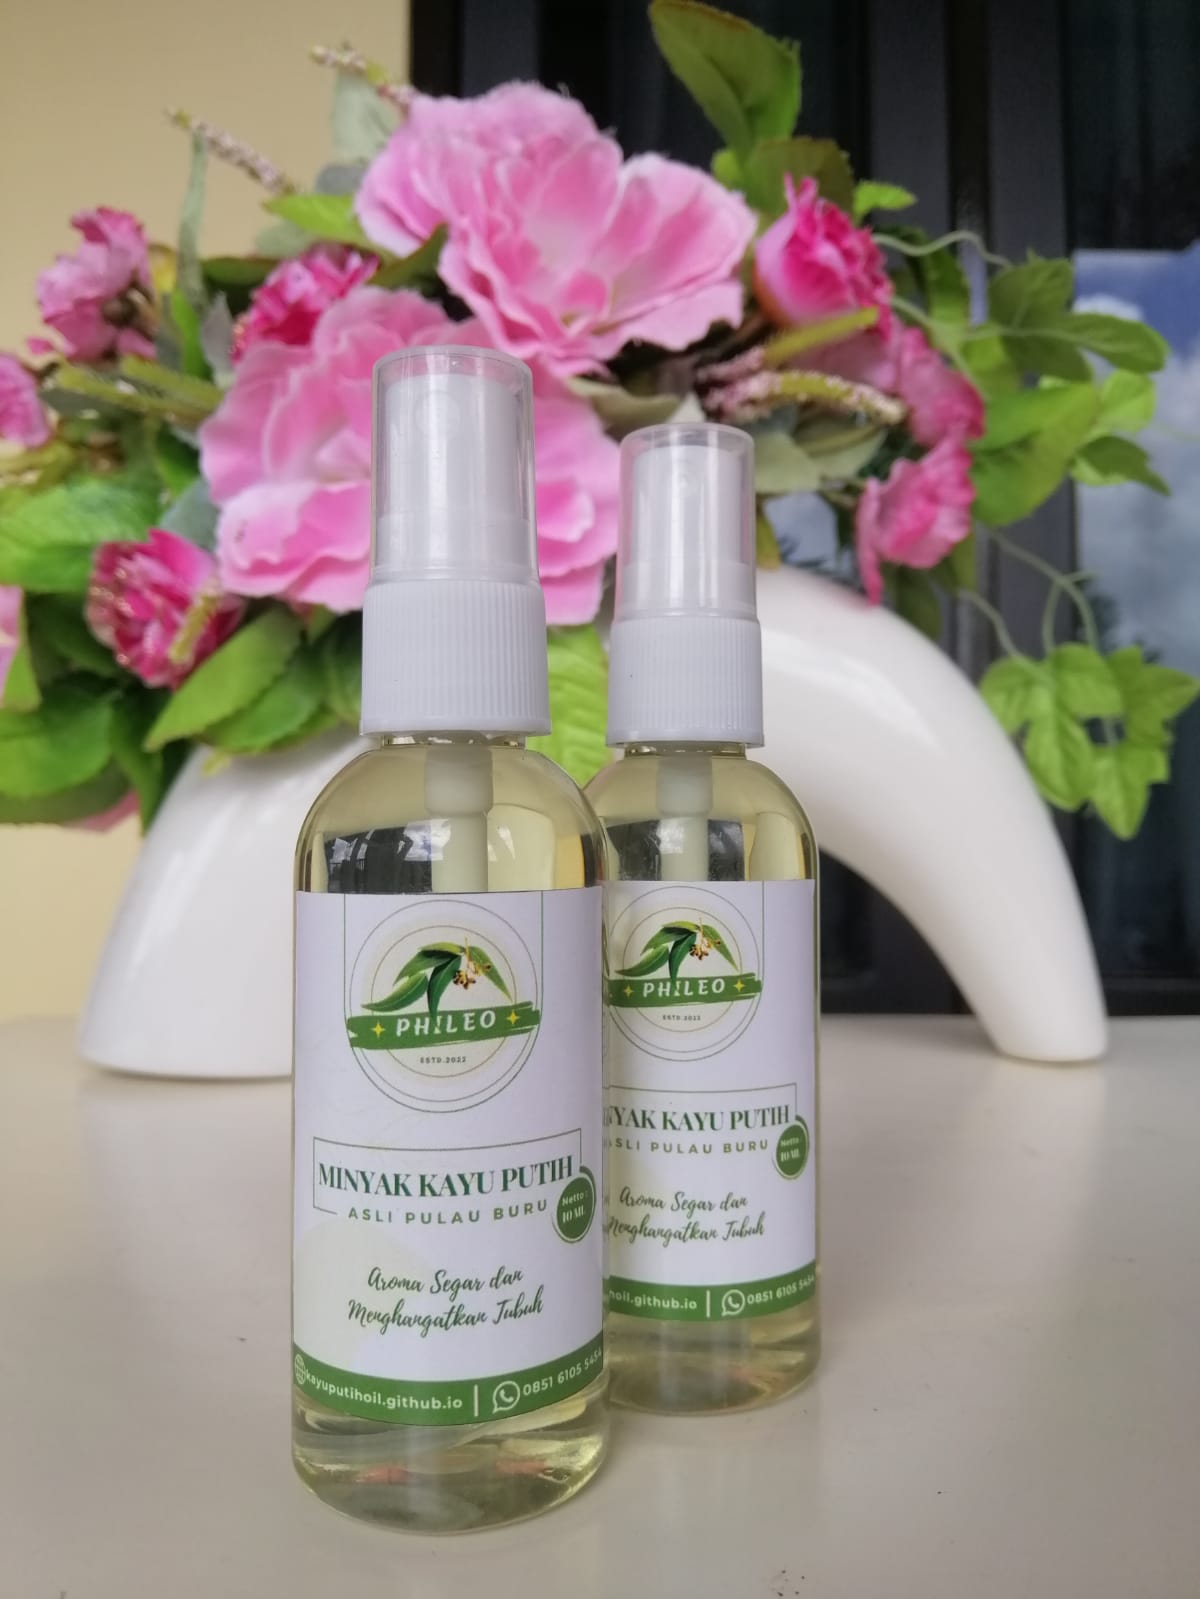 PHILEO
ESTD.2022
MINYAK KAYU PUTIH
ASLI PULAU BURU
Netto :
10 ML
Aroma Segar dan
Menghangatkan Tubuh
kayuputihoil.github.io | 0851 6105 5454
PHILEO
ESTD.2022
NYAK KAYU PUTIH
ASLI PULAU BURU
Netto :
10 ML
Aroma Segar dan
Menghangatkan Tubuh
hoil.github.io | 0851 6105 5454